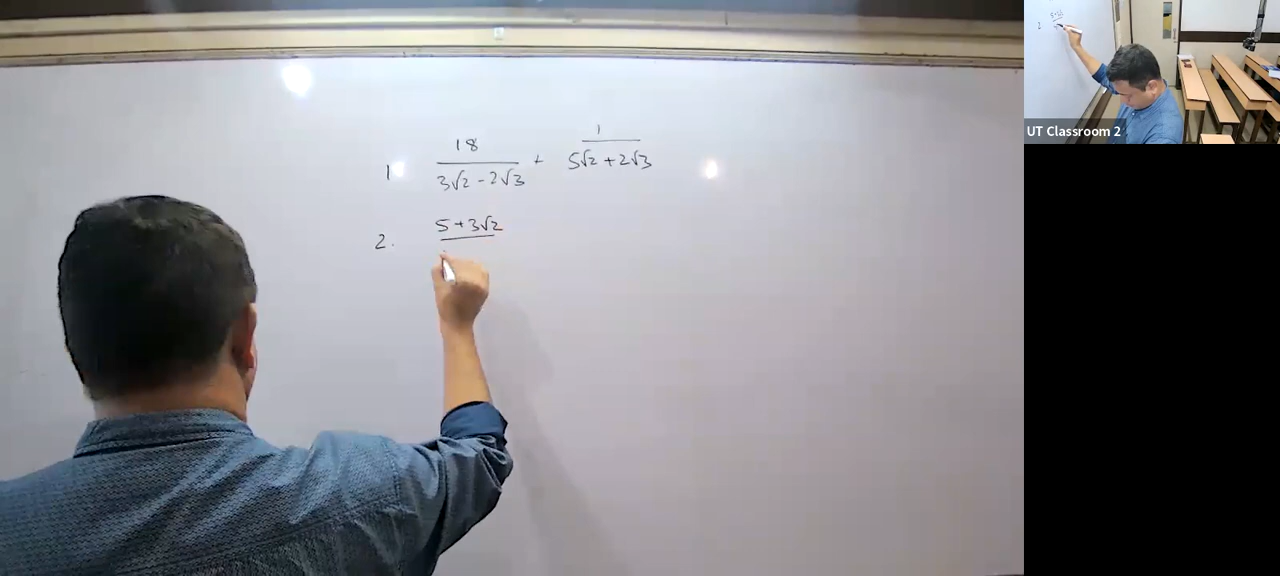 UT Classroom 2
1. 18/(3√2 - 2√3) + 1/(5√2 + 2√3)
2. 5 + 3√2